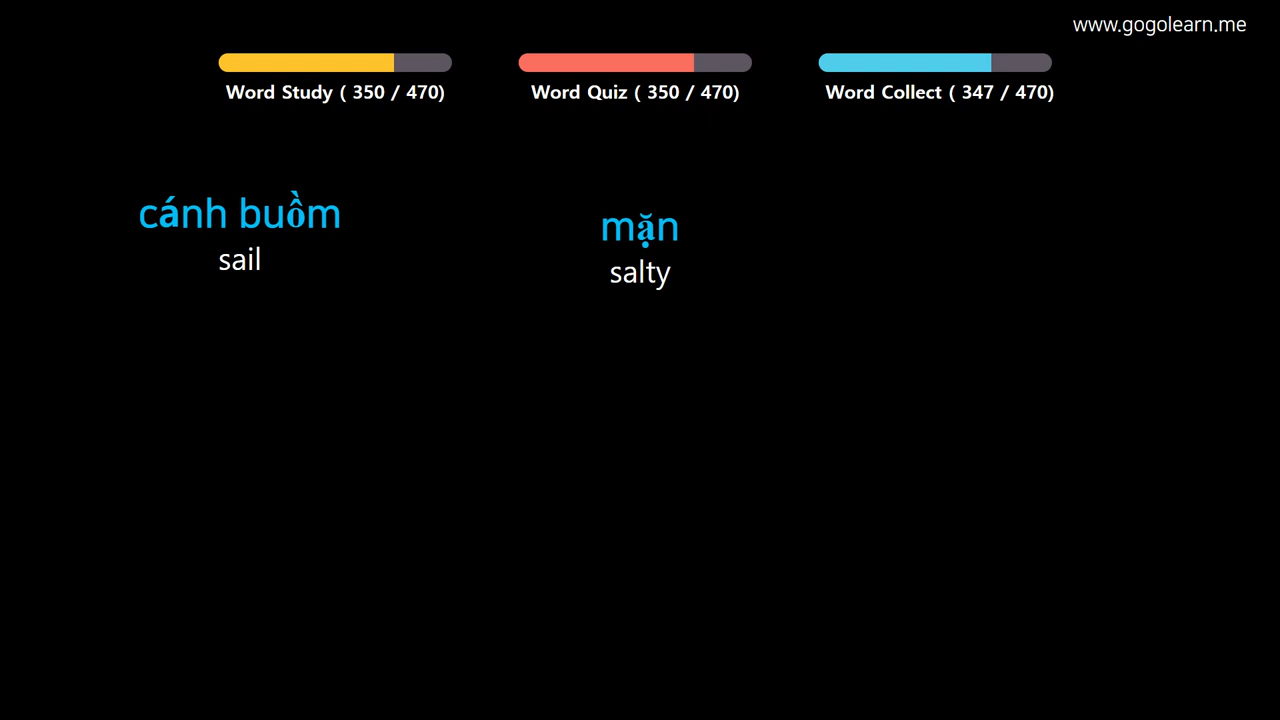 www.gogolearn.me
Word Study ( 350 / 470)
Word Quiz ( 350 / 470)
Word Collect ( 347 / 470)
cánh buồm
sail
mặn
salty